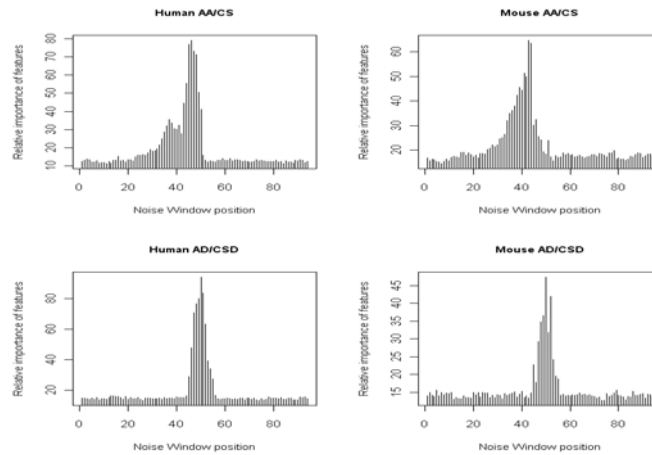 Human AA/CS
Relative importance of features
10 20 30 40 50 60 70 80
0 20 40 60 80
Noise Window position
Mouse AA/CS
Relative importance of features
20 30 40 50 60
0 20 40 60 80
Noise Window position
Human AD/CSD
Relative importance of features
20 40 60 80
0 20 40 60 80
Noise Window position
Mouse AD/CSD
Relative importance of features
15 20 25 30 35 40 45
0 20 40 60 80
Noise Window position